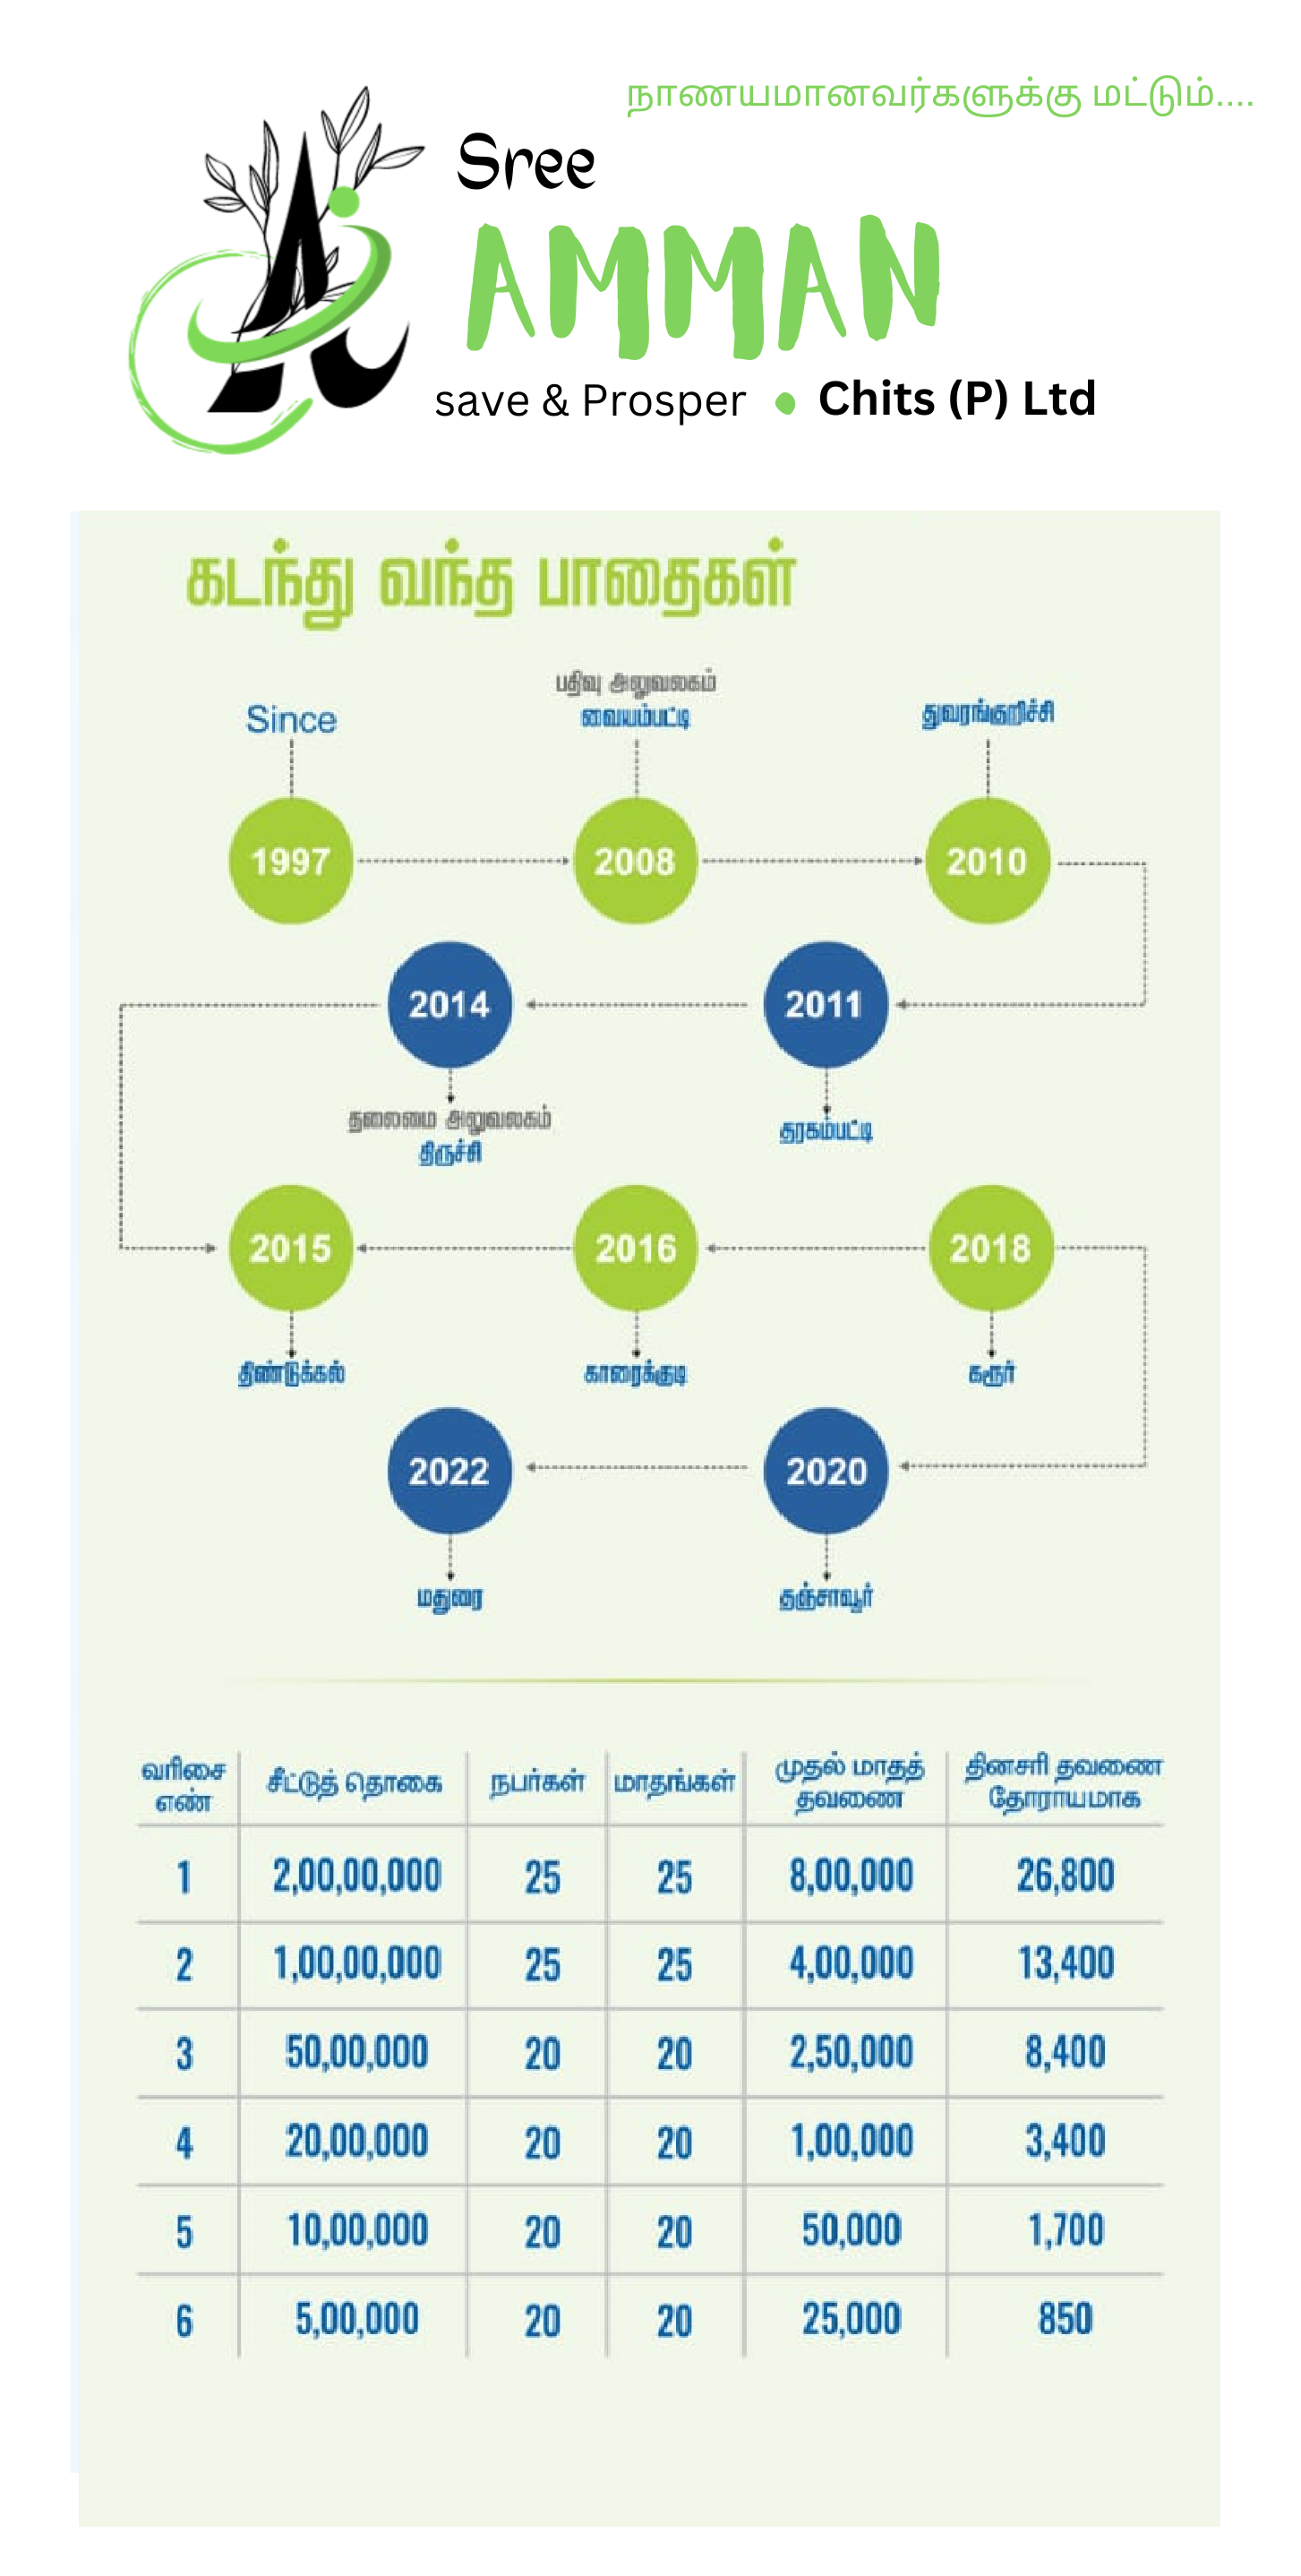 நாணயமானவர்களுக்கு மட்டும்....
Sree
AMMAN
save & Prosper • Chits (P) Ltd
கடந்து வந்த பாதைகள்
Since
பதிவு அலுவலகம்
வையம்பட்டி
துவரங்குறிச்சி
1997
2008
2010
2014
2011
தலைமை அலுவலகம்
திருச்சி
தரகம்பட்டி
2015
2016
2018
திண்டுக்கல்
காரைக்குடி
கரூர்
2022
2020
மதுரை
தஞ்சாவூர்
வரிசை எண் சீட்டுத் தொகை நபர்கள் மாதங்கள் முதல் மாதத் தவணை தினசரி தவணை தோராயமாக
1 2,00,00,000 25 25 8,00,000 26,800
2 1,00,00,000 25 25 4,00,000 13,400
3 50,00,000 20 20 2,50,000 8,400
4 20,00,000 20 20 1,00,000 3,400
5 10,00,000 20 20 50,000 1,700
6 5,00,000 20 20 25,000 850